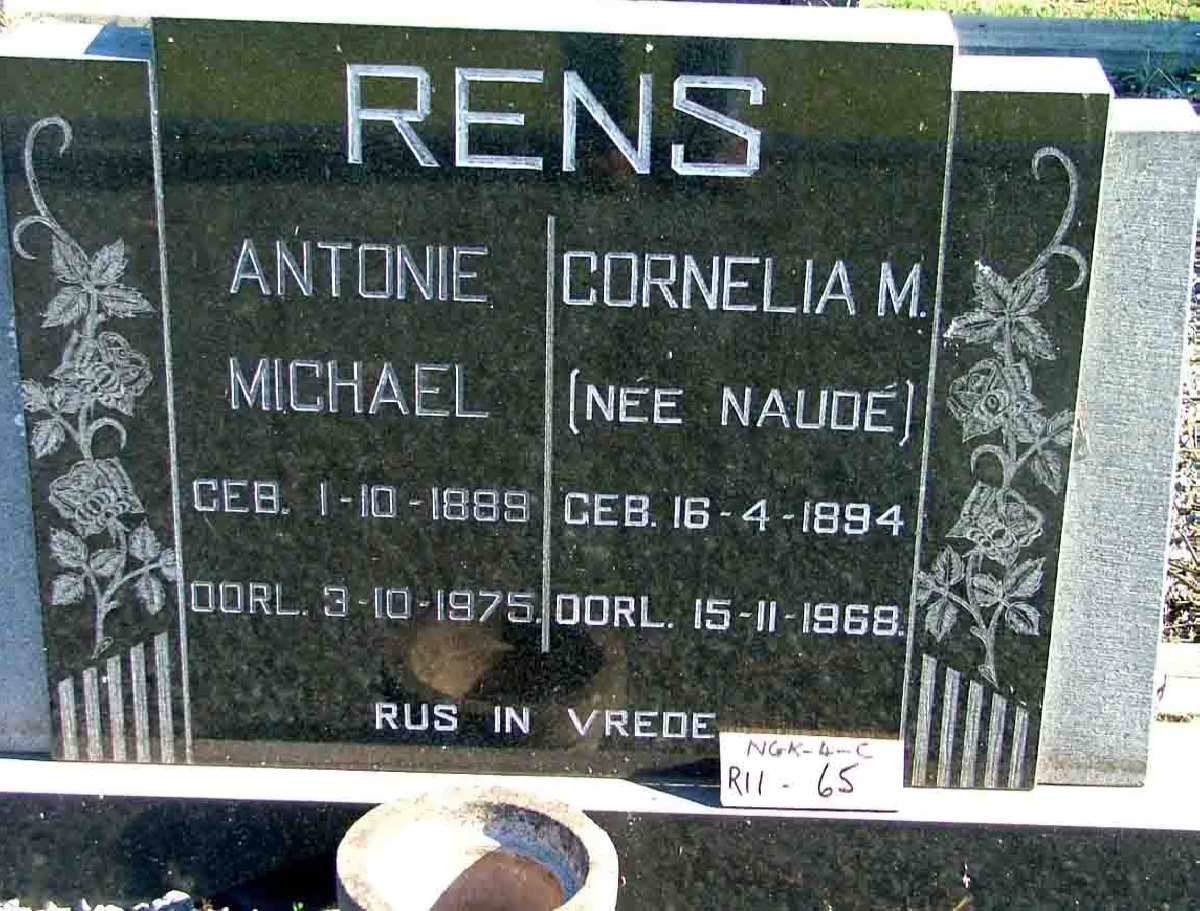 RENS
ANTONIE
MICHAEL
GEB. 1-10-1889
OORL. 3-10-1975.
CORNELIA M.
(NÉE NAUDÉ)
GEB. 16-4-1894
OORL. 15-11-1968.
RUS IN VREDE
NGK-4-C
R11 - 65